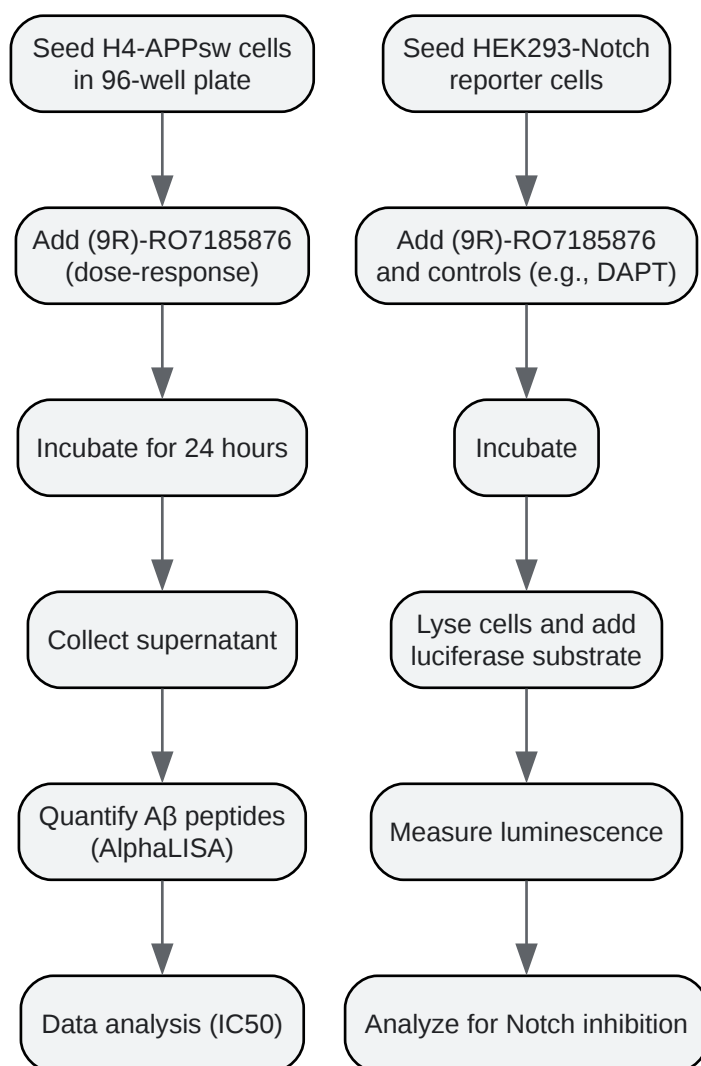 Seed H4-APPsw cells
in 96-well plate
Add (9R)-RO7185876
(dose-response)
Incubate for 24 hours
Collect supernatant
Quantify Aβ peptides
(AlphaLISA)
Data analysis (IC50)
Seed HEK293-Notch
reporter cells
Add (9R)-RO7185876
and controls (e.g., DAPT)
Incubate
Lyse cells and add
luciferase substrate
Measure luminescence
Analyze for Notch inhibition